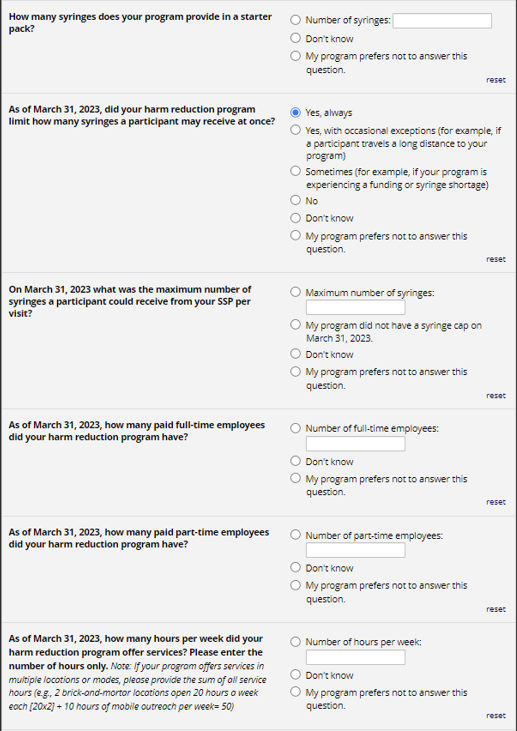 How many syringes does your program provide in a starter
pack?
Number of syringes:
Don't know
My program prefers not to answer this
question.
reset
As of March 31, 2023, did your harm reduction program
limit how many syringes a participant may receive at once?
Yes, always
Yes, with occasional exceptions (for example, if
a participant travels a long distance to your
program)
Sometimes (for example, if your program is
experiencing a funding or syringe shortage)
No
Don't know
My program prefers not to answer this
question.
reset
On March 31, 2023 what was the maximum number of
syringes a participant could receive from your SSP per
visit?
Maximum number of syringes:
My program did not have a syringe cap on
March 31, 2023.
Don't know
My program prefers not to answer this
question.
reset
As of March 31, 2023, how many paid full-time employees
did your harm reduction program have?
Number of full-time employees:
Don't know
My program prefers not to answer this
question.
reset
As of March 31, 2023, how many paid part-time employees
did your harm reduction program have?
Number of part-time employees:
Don't know
My program prefers not to answer this
question.
reset
As of March 31, 2023, how many hours per week did your
harm reduction program offer services? Please enter the
number of hours only. Note: If your program offers services in
multiple locations or modes, please provide the sum of all service
hours (e.g., 2 brick-and-mortar locations open 20 hours a week
each [20x2] + 10 hours of mobile outreach per week= 50)
Number of hours per week:
Don't know
My program prefers not to answer this
question.
reset